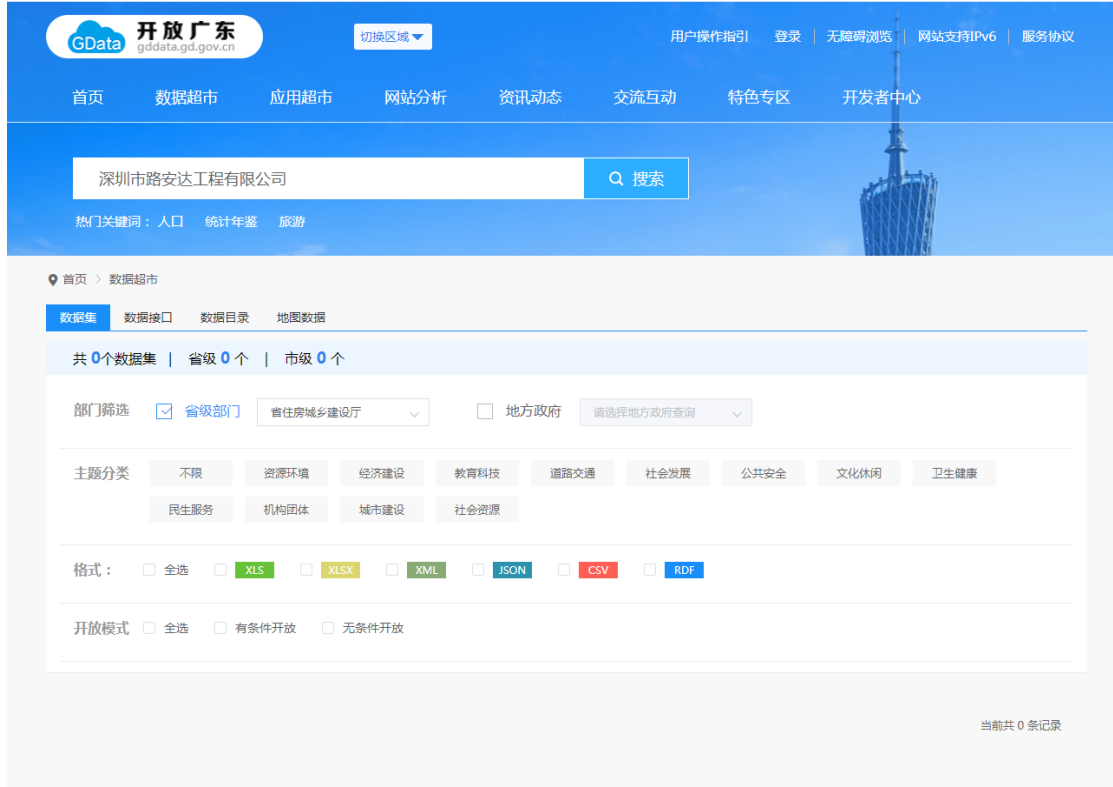 GData 开放广东
gddata.gd.gov.cn
切换区域
用户操作指引 登录 无障碍浏览 网站支持IPv6 服务协议
首页 数据超市 应用超市 网站分析 资讯动态 交流互动 特色专区 开发者中心
深圳市路安达工程有限公司 搜索
热门关键词：人口 统计年鉴 旅游
首页 > 数据超市
数据集 数据接口 数据目录 地图数据
共 0个数据集 | 省级 0 个 | 市级 0 个
部门筛选 省级部门 省住房城乡建设厅 地方政府 请选择地方政府查询
主题分类 不限 资源环境 经济建设 教育科技 道路交通 社会发展 公共安全 文化休闲 卫生健康
民生服务 机构团体 城市建设 社会资源
格式： 全选 XLS XLSX XML JSON CSV RDF
开放模式 全选 有条件开放 无条件开放
当前共 0 条记录